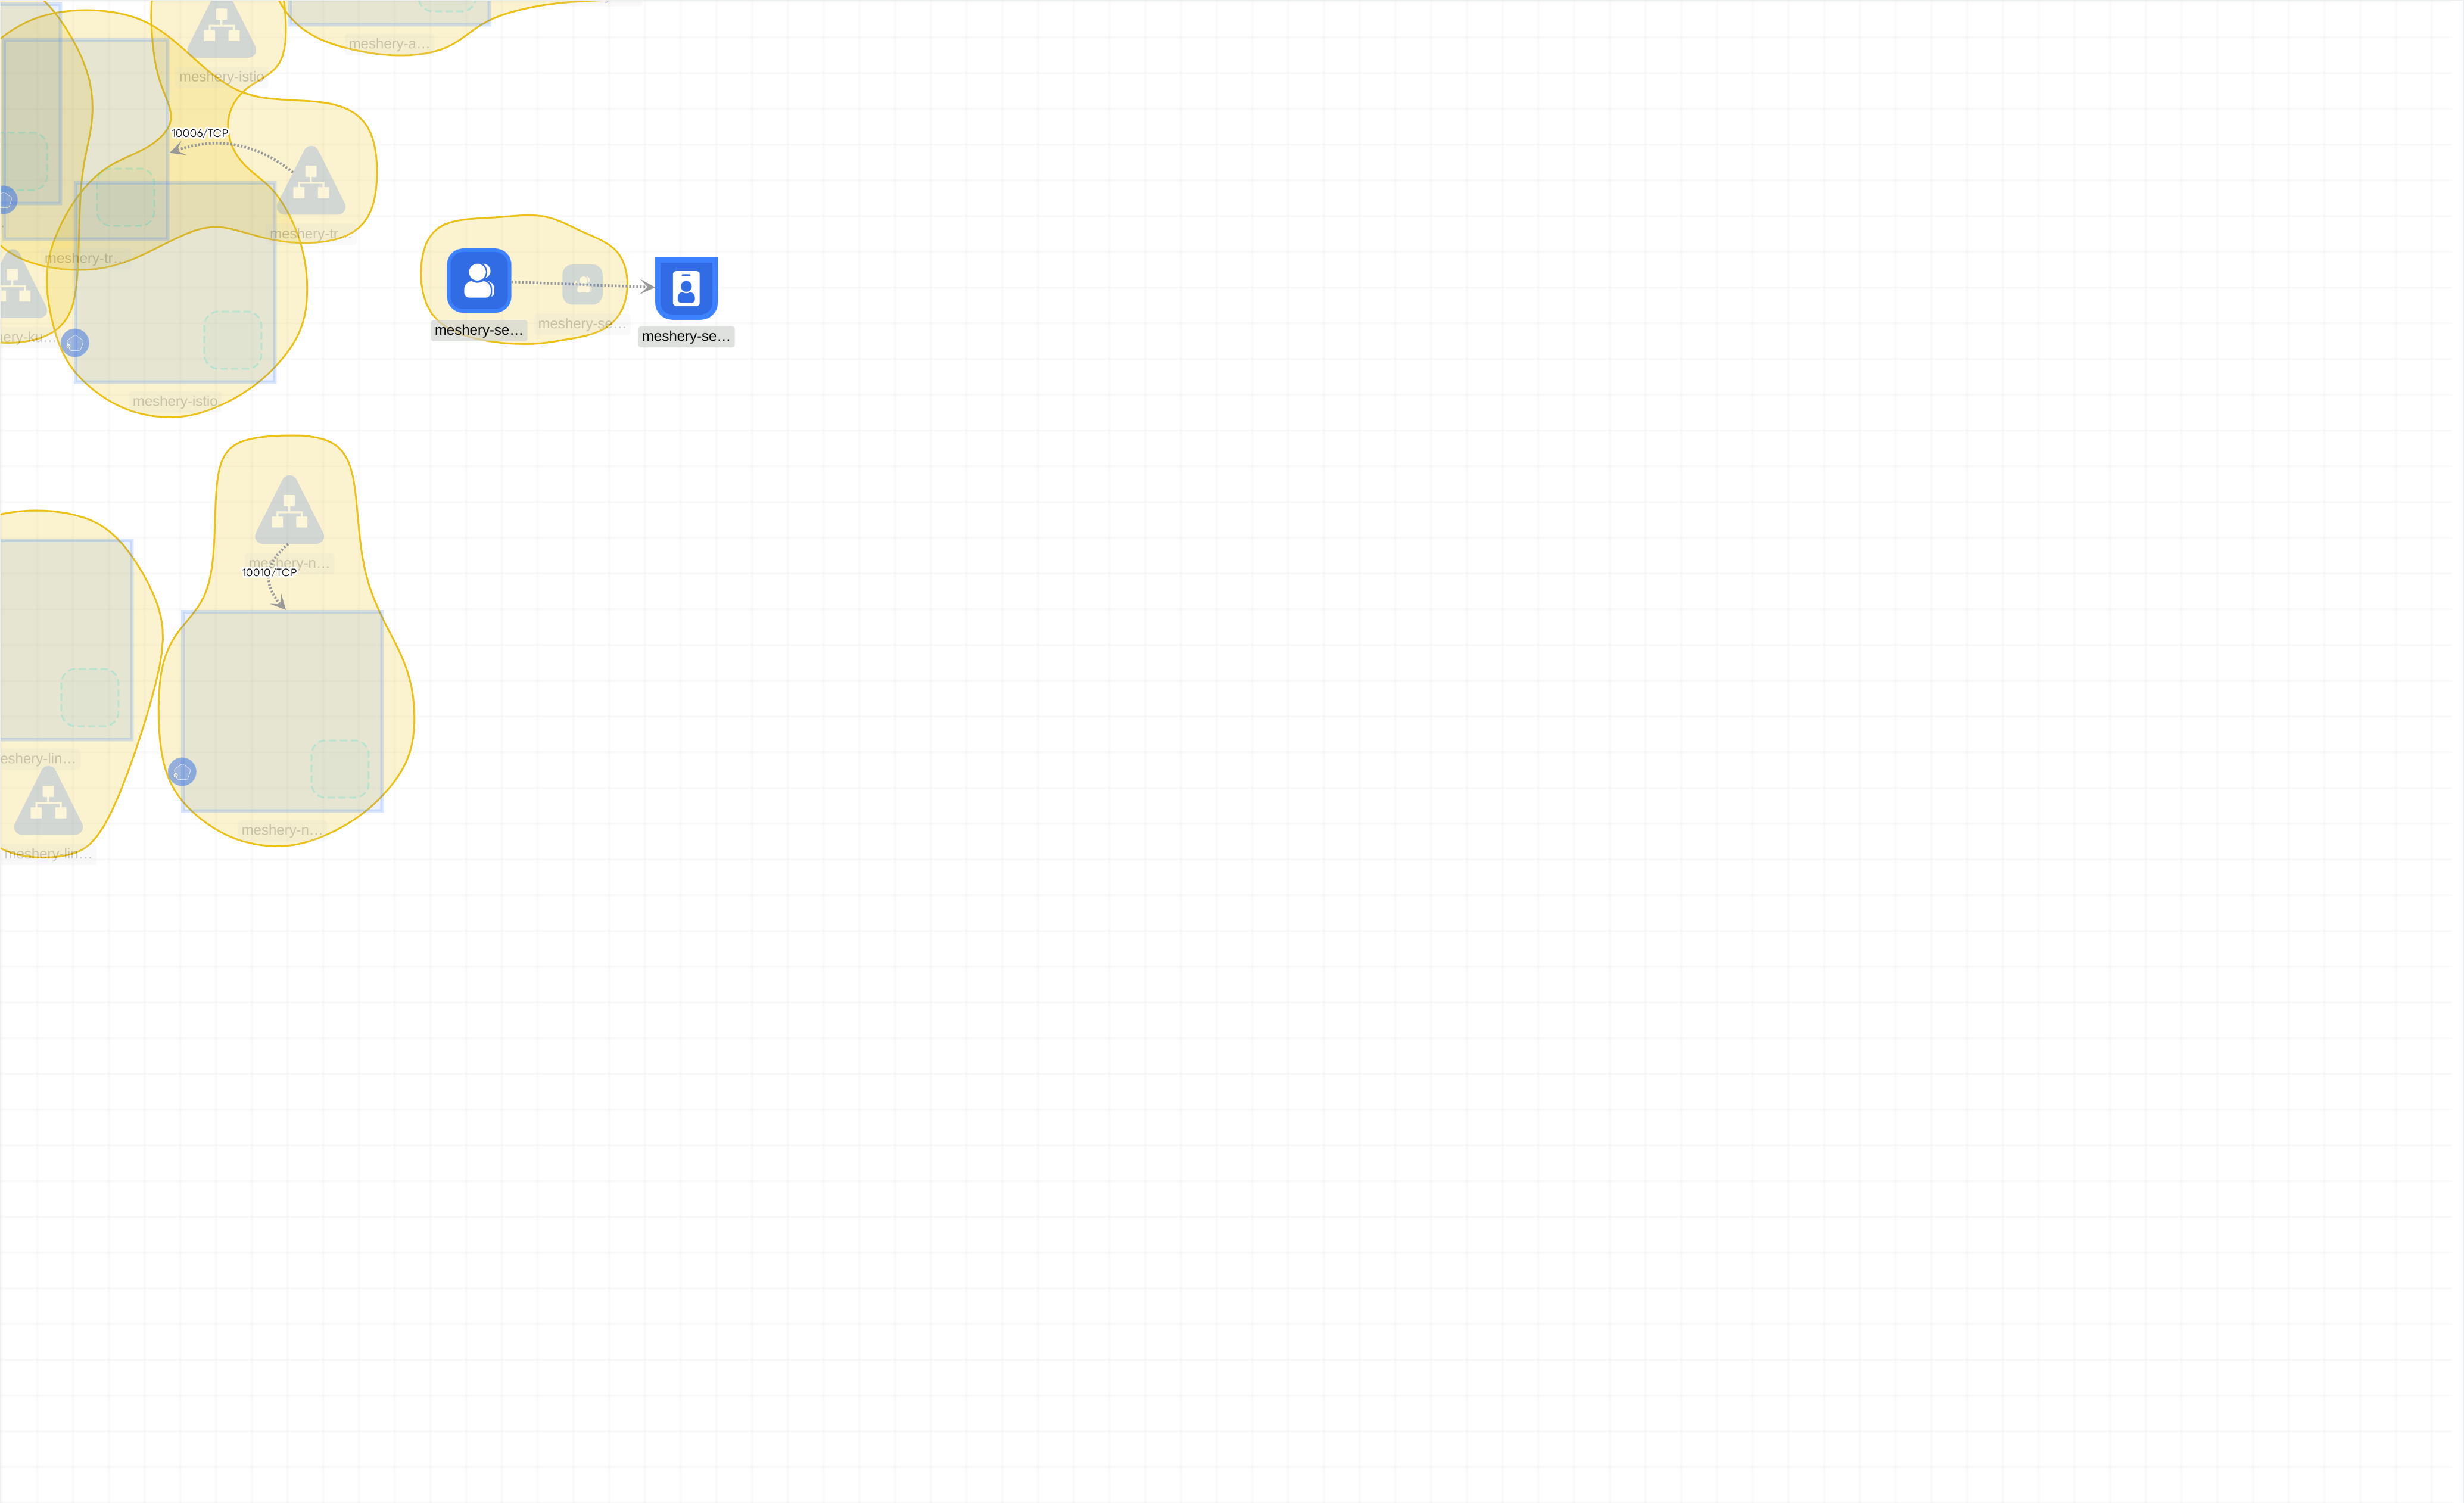 meshery-a…
meshery-istio
10006/TCP
meshery-tr…
meshery-tr…
meshery-se…
meshery-se…
meshery-se…
ery-ku…
meshery-istio
meshery-n…
10010/TCP
eshery-lin…
meshery-n…
meshery-lin…